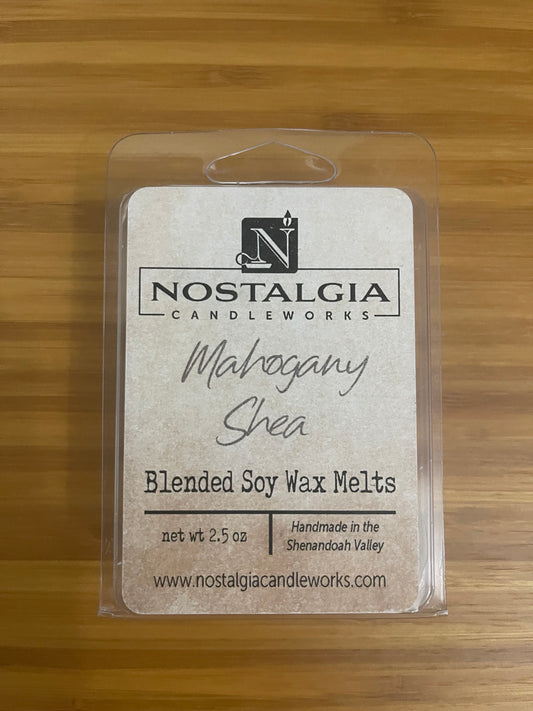 N
NOSTALGIA
CANDLEWORKS
Mahogany
Shea
Blended Soy Wax Melts
net wt 2.5 oz
Handmade in the
Shenandoah Valley
www.nostalgiacandleworks.com